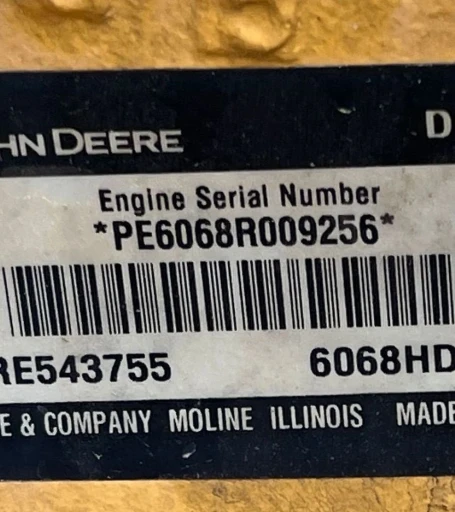 HN DEERE D
Engine Serial Number
*PE6068R009256*
RE543755 6068HD
E & COMPANY MOLINE ILLINOIS MADE